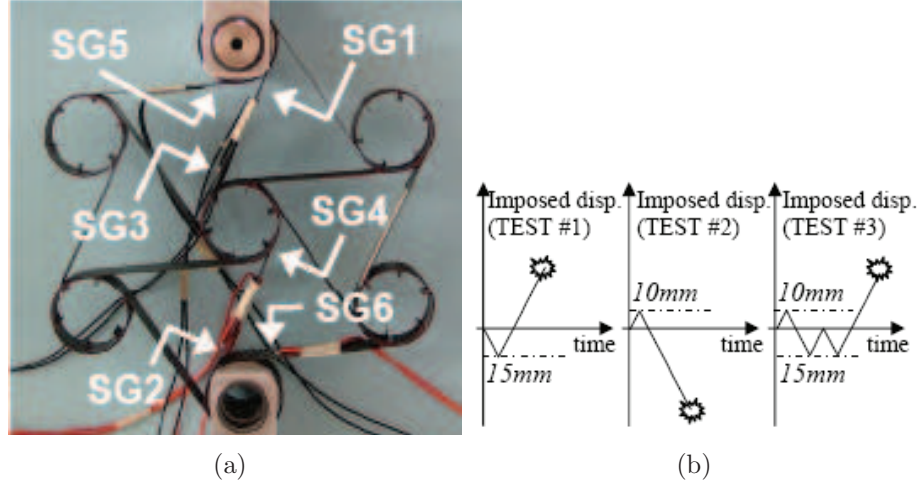 SG5
SG1
SG3
SG4
SG6
SG2
Imposed disp.
(TEST #1)
time
15mm
Imposed disp.
(TEST #2)
10mm
time
Imposed disp.
(TEST #3)
10mm
time
15mm
(a)
(b)